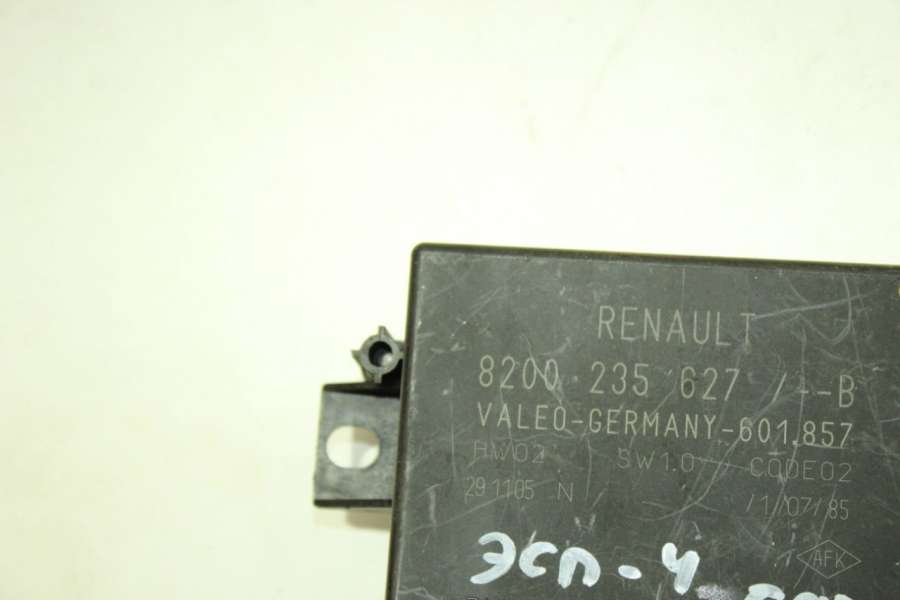 RENAULT
8200 235 627 /--B
VALEO-GERMANY-601.857
HW02 SW1.0 CODE02
291105 N /1/07/85
AFK
эсп-4